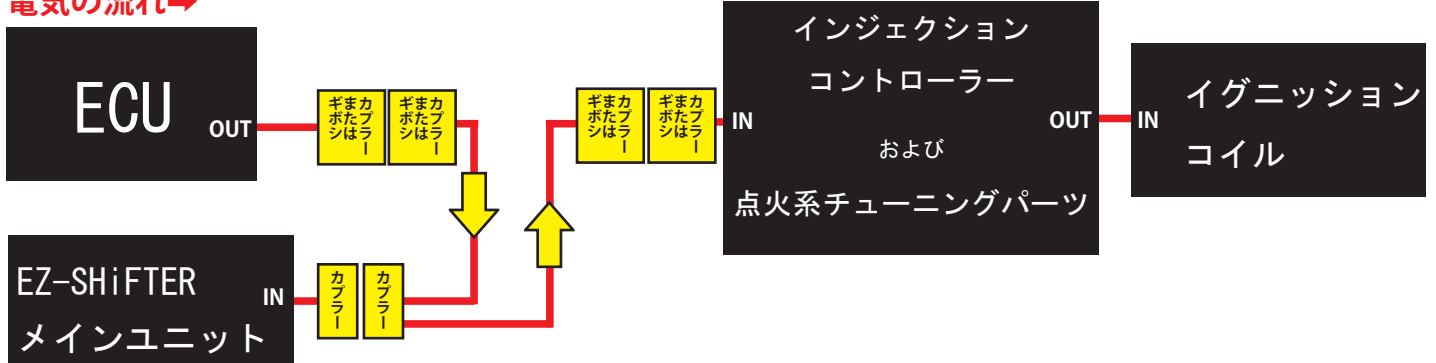 電気の流れ➡
ECU
OUT
カプラー
または
ギボシ
カプラー
または
ギボシ
カプラー
または
ギボシ
カプラー
または
ギボシ
IN
インジェクション
コントローラー
および
点火系チューニングパーツ
OUT
IN
イグニッション
コイル
EZ-SHiFTER
メインユニット
IN
カプラー
カプラー